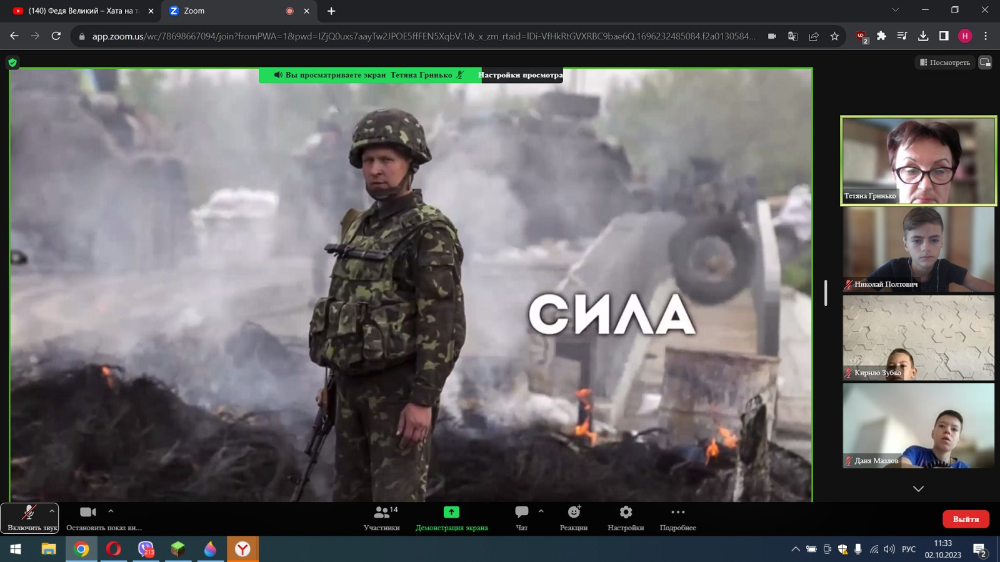 (140) Федя Великий – Хата на т
Zoom
app.zoom.us/wc/78698667094/join?fromPWA=1&pwd=IZjQ0uxs7aayTw2JPOE5ffFEN5XqbV.1&_x_zm_rtaid=lDi-VfHkRtGVXRBC9bae6Q.1696232485084.f2a0130584...
2
H
Посмотреть
Вы просматриваете экран Тетяна Гринько
Настройки просмотра
Тетяна Гринько
Николай Полтович
СИЛА
Кирило Зубко
Даня Мазлов
14
Включить звук
Остановить показ ви...
Участники
Демонстрация экрана
Чат
Реакции
Настройки
Подробнее
Выйти
213
РУС
11:33
02.10.2023
2